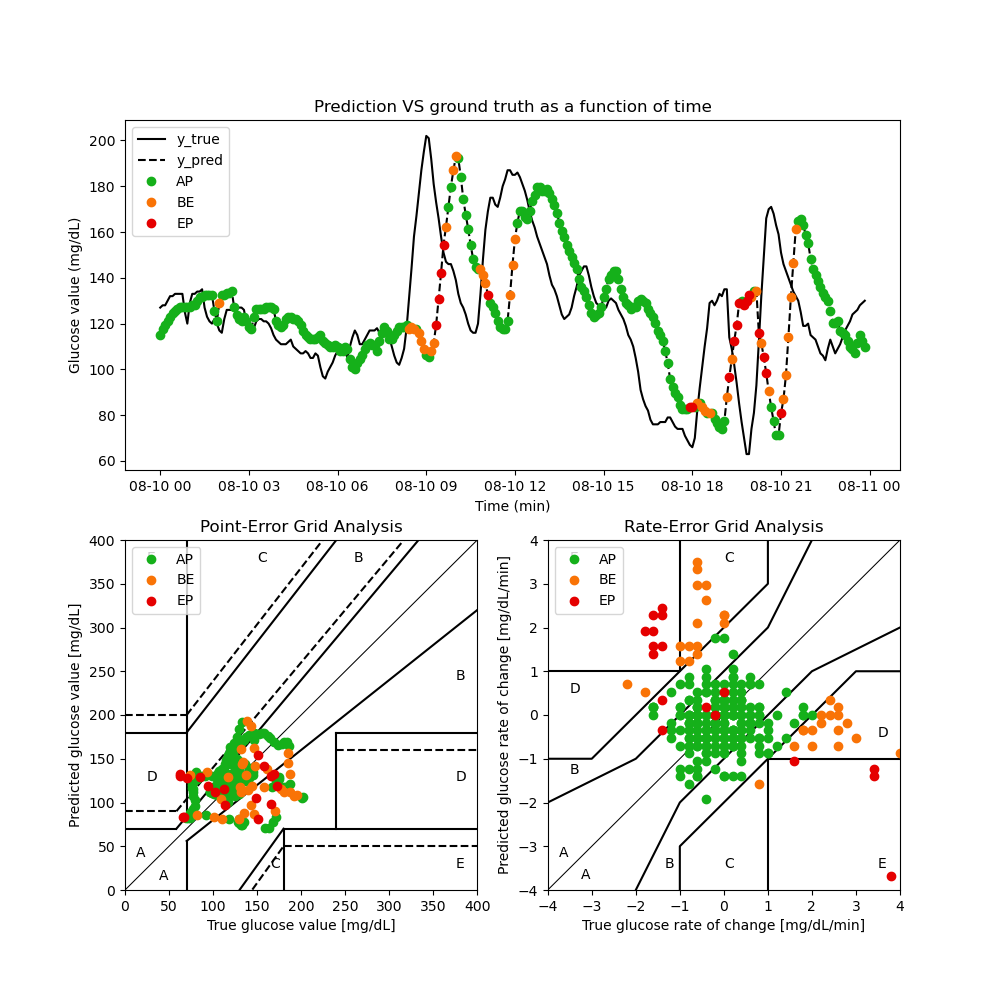 Prediction VS ground truth as a function of time
Glucose value (mg/dL)
200
180
160
140
120
100
80
60
y_true
y_pred
AP
BE
EP
08-10 00 08-10 03 08-10 06 08-10 09 08-10 12 08-10 15 08-10 18 08-10 21 08-11 00
Time (min)
Point-Error Grid Analysis
Predicted glucose value [mg/dL]
400
350
300
250
200
150
100
50
0
AP
BE
EP
C
B
B
D
D
A
A
C
E
0 50 100 150 200 250 300 350 400
True glucose value [mg/dL]
Rate-Error Grid Analysis
Predicted glucose rate of change [mg/dL/min]
4
3
2
1
0
−1
−2
−3
−4
AP
BE
EP
C
D
D
B
A
A
B
C
E
−4 −3 −2 −1 0 1 2 3 4
True glucose rate of change [mg/dL/min]